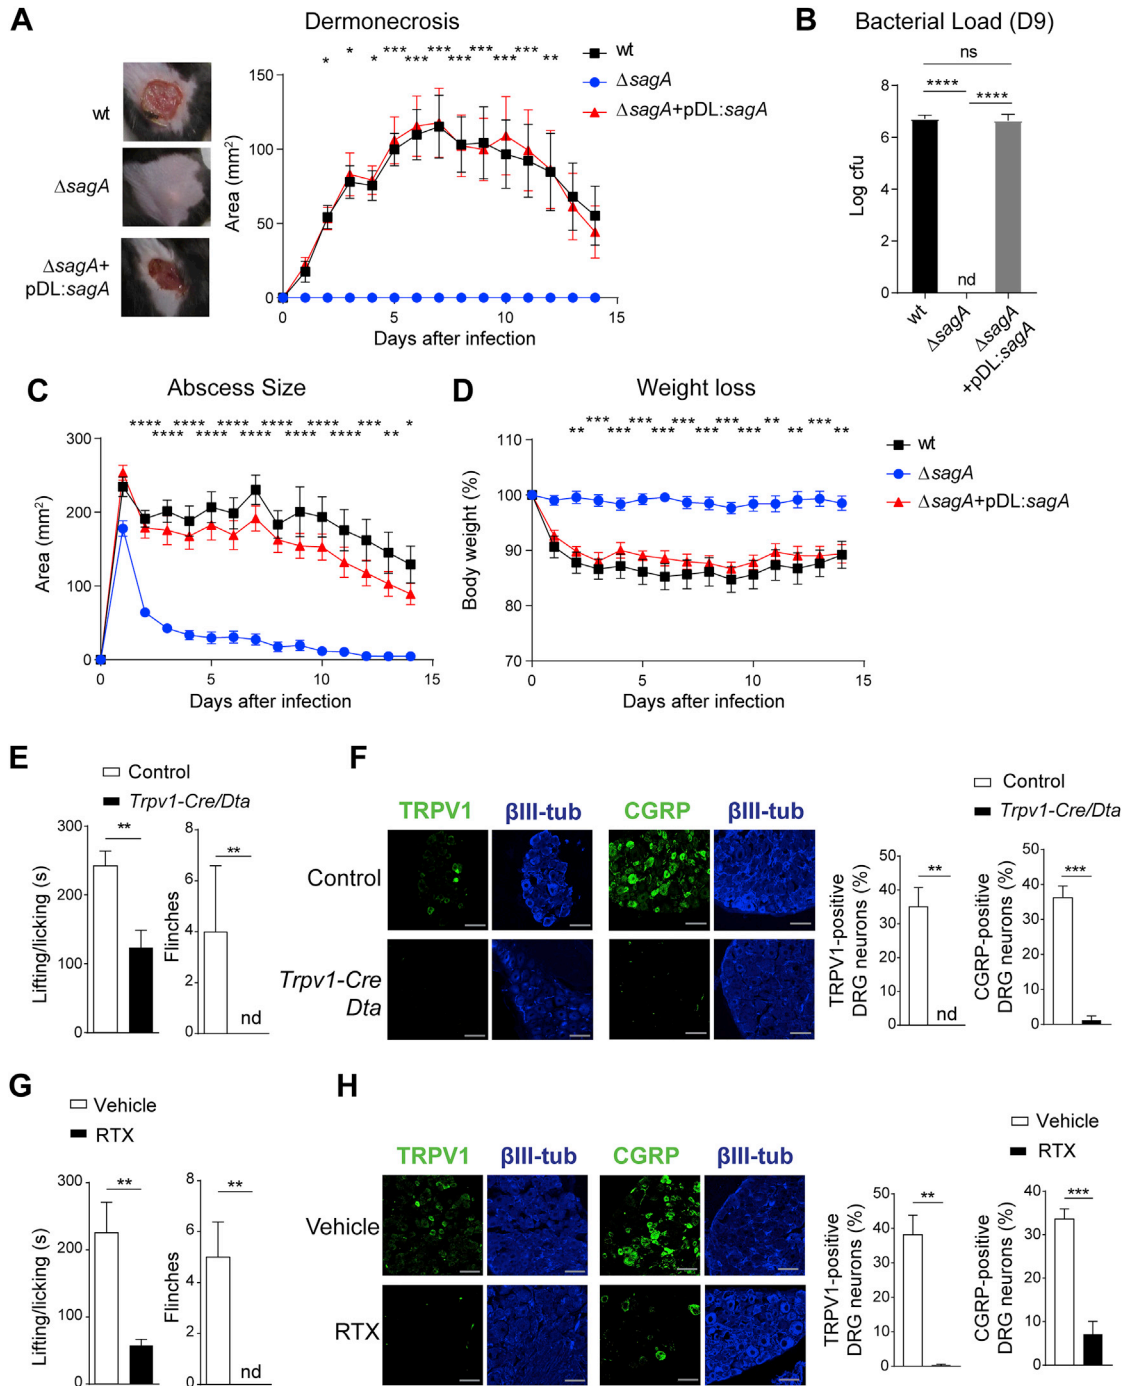 A
Dermonecrosis
wt
ΔsagA
ΔsagA+
pDL:sagA
* * * *** *** *** *** *** *** *** **
150
100
50
0
Area (mm²)
0 5 10 15
Days after infection
wt
ΔsagA
ΔsagA+pDL:sagA
B
Bacterial Load (D9)
ns
**** ****
8
6
4
2
0
Log cfu
nd
wt
ΔsagA
ΔsagA
+pDL:sagA
C
Abscess Size
**** **** **** **** **** **** **** **** **** **** *** ** *
300
200
100
0
Area (mm²)
0 5 10 15
Days after infection
D
Weight loss
** *** *** *** *** *** *** *** *** ** ** *** **
110
100
90
80
70
Body weight (%)
0 5 10 15
Days after infection
wt
ΔsagA
ΔsagA+pDL:sagA
E
Control
Trpv1-Cre/Dta
300
200
100
0
Lifting/licking (s)
**
8
6
4
2
0
Flinches
**
nd
F
TRPV1 βIII-tub CGRP βIII-tub
Control
Trpv1-Cre
Dta
Control
Trpv1-Cre/Dta
50
40
30
20
10
0
TRPV1-positive
DRG neurons (%)
**
nd
50
40
30
20
10
0
CGRP-positive
DRG neurons (%)
***
G
Vehicle
RTX
300
200
100
0
Lifting/licking (s)
**
8
6
4
2
0
Flinches
**
nd
H
TRPV1 βIII-tub CGRP βIII-tub
Vehicle
RTX
Vehicle
RTX
50
40
30
20
10
0
TRPV1-positive
DRG neurons (%)
**
40
30
20
10
0
CGRP-positive
DRG neurons (%)
***